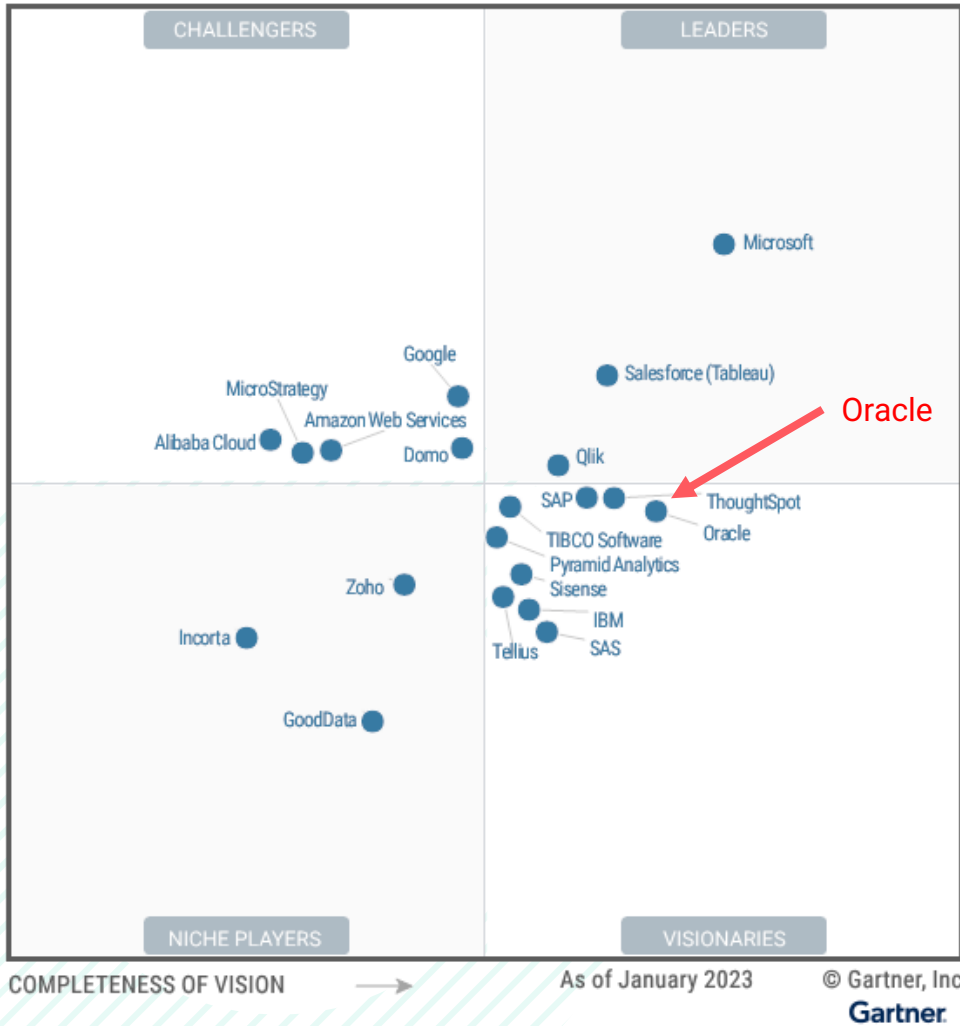 CHALLENGERS
LEADERS
Microsoft
Google
Salesforce (Tableau)
MicroStrategy
Oracle
Amazon Web Services
Alibaba Cloud
Domo
Qlik
SAP
ThoughtSpot
Oracle
TIBCO Software
Pyramid Analytics
Zoho
Sisense
IBM
Incorta
Tellius
SAS
GoodData
NICHE PLAYERS
VISIONARIES
COMPLETENESS OF VISION
As of January 2023
© Gartner, Inc
Gartner